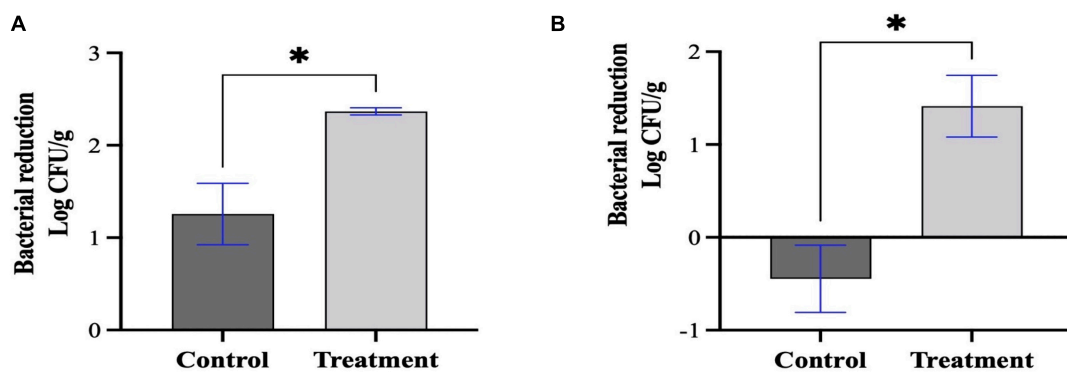 A
Bacterial reduction
Log CFU/g
3
2
1
0
*
Control
Treatment
B
Bacterial reduction
Log CFU/g
2
1
0
-1
*
Control
Treatment